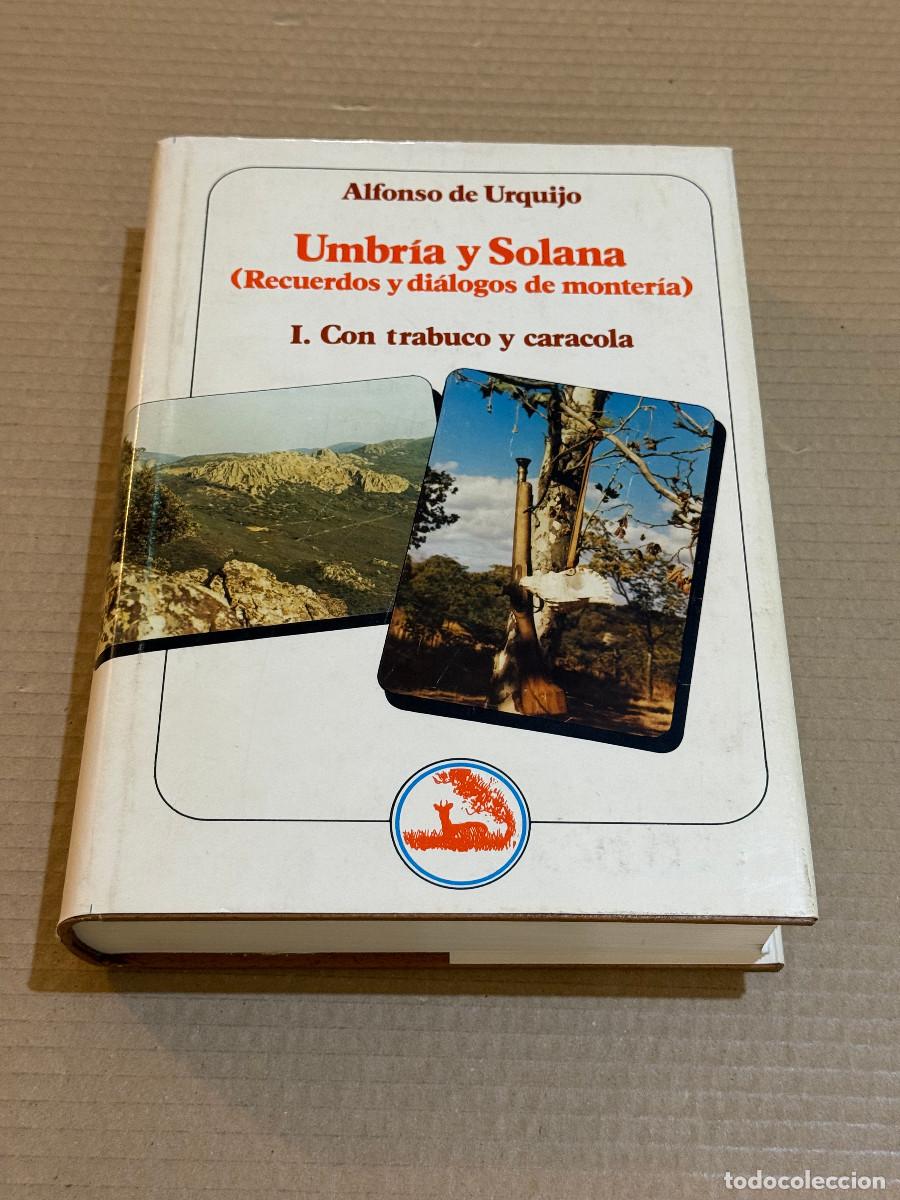 Alfonso de Urquijo
Umbría y Solana
(Recuerdos y diálogos de montería)
I. Con trabuco y caracola
todocoleccion